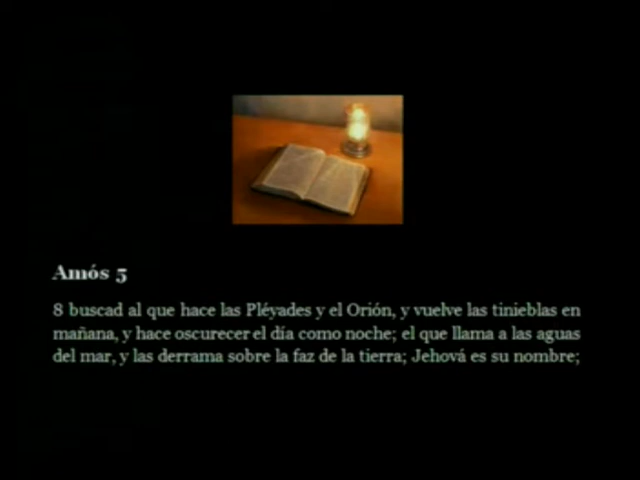 Amós 5
8 buscad al que hace las Pléyades y el Orión, y vuelve las tinieblas en
mañana, y hace oscurecer el día como noche; el que llama a las aguas
del mar, y las derrama sobre la faz de la tierra; Jehová es su nombre;